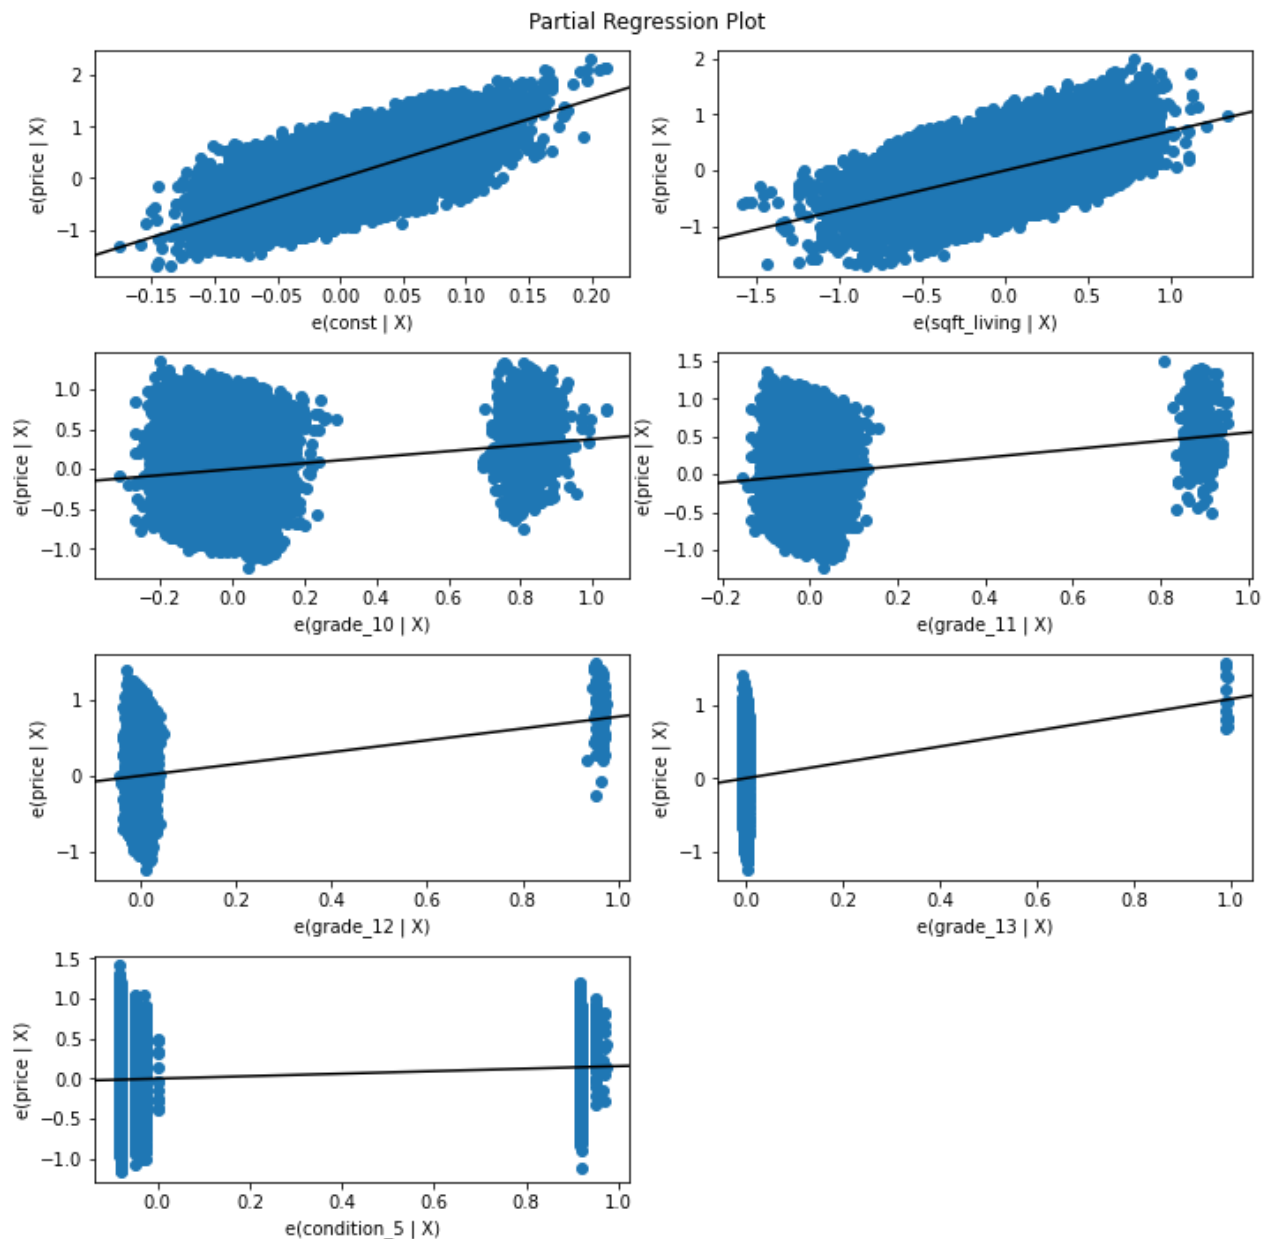 Partial Regression Plot
e(price | X)
2
1
0
−1
−0.15 −0.10 −0.05 0.00 0.05 0.10 0.15 0.20
e(const | X)
e(price | X)
2
1
0
−1
−1.5 −1.0 −0.5 0.0 0.5 1.0
e(sqft_living | X)
e(price | X)
1.0
0.5
0.0
−0.5
−1.0
−0.2 0.0 0.2 0.4 0.6 0.8 1.0
e(grade_10 | X)
e(price | X)
1.5
1.0
0.5
0.0
−0.5
−1.0
−0.2 0.0 0.2 0.4 0.6 0.8 1.0
e(grade_11 | X)
e(price | X)
1
0
−1
0.0 0.2 0.4 0.6 0.8 1.0
e(grade_12 | X)
e(price | X)
1
0
−1
0.0 0.2 0.4 0.6 0.8 1.0
e(grade_13 | X)
e(price | X)
1.5
1.0
0.5
0.0
−0.5
−1.0
0.0 0.2 0.4 0.6 0.8 1.0
e(condition_5 | X)